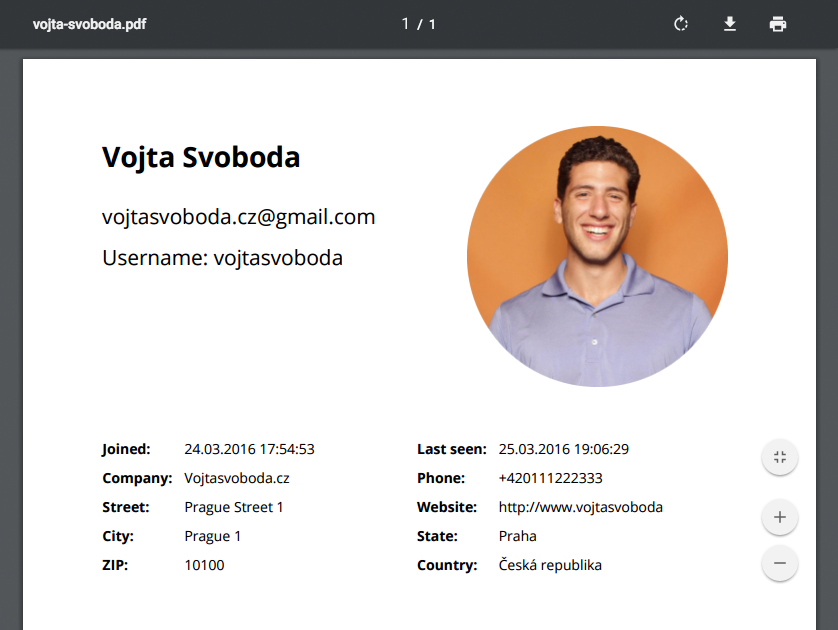 vojta-svoboda.pdf
1 / 1
Vojta Svoboda
vojtasvoboda.cz@gmail.com
Username: vojtasvoboda
Joined: 24.03.2016 17:54:53
Company: Vojtasvoboda.cz
Street: Prague Street 1
City: Prague 1
ZIP: 10100
Last seen: 25.03.2016 19:06:29
Phone: +420111222333
Website: http://www.vojtasvoboda
State: Praha
Country: Česká republika